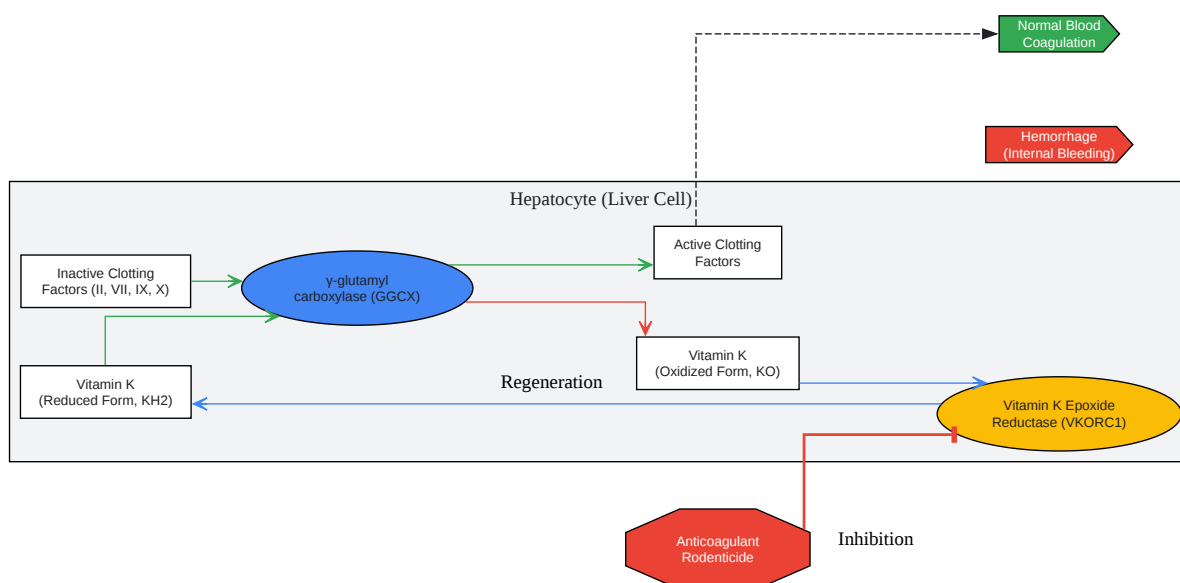 Normal Blood
Coagulation
Hemorrhage
(Internal Bleeding)
Hepatocyte (Liver Cell)
Inactive Clotting
Factors (II, VII, IX, X)
γ-glutamyl
carboxylase (GGCX)
Active Clotting
Factors
Vitamin K
(Reduced Form, KH2)
Regeneration
Vitamin K
(Oxidized Form, KO)
Vitamin K Epoxide
Reductase (VKORC1)
Anticoagulant
Rodenticide
Inhibition